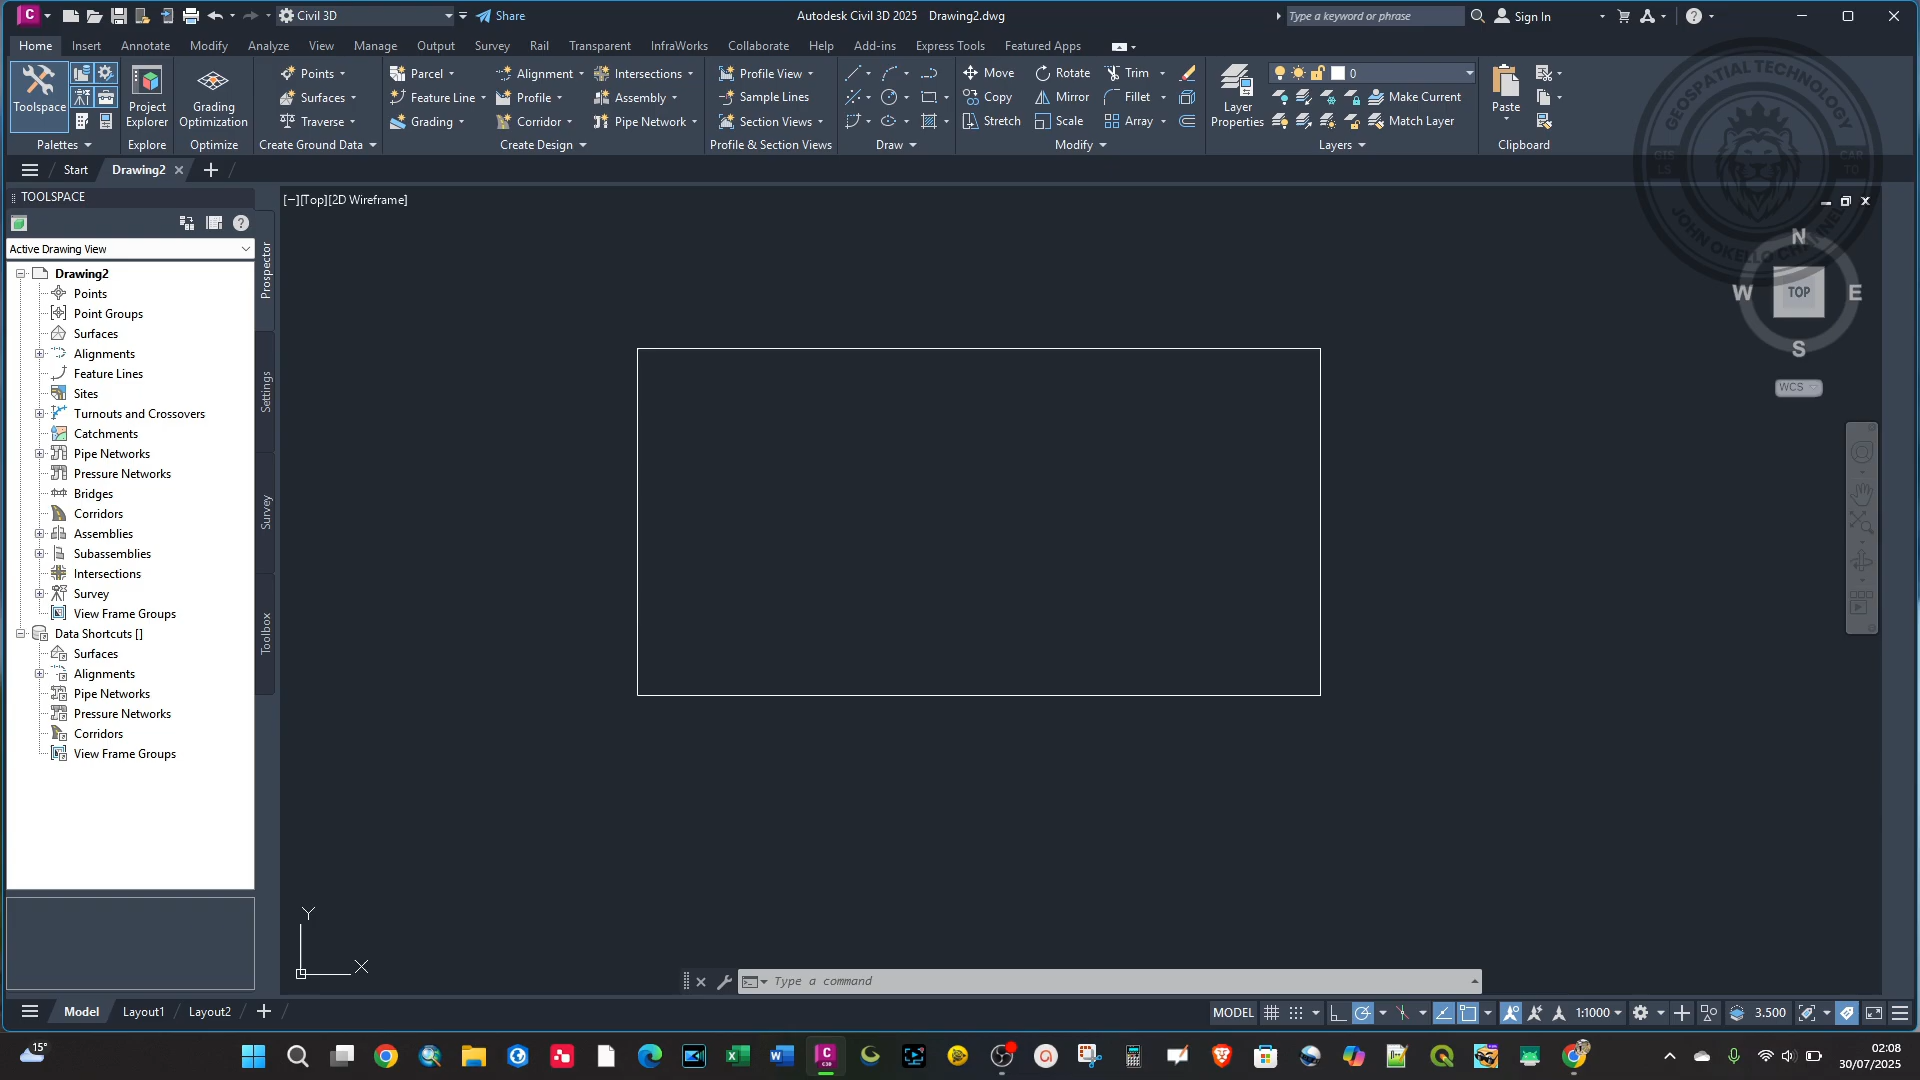 Civil 3D
Share
Autodesk Civil 3D 2025 Drawing2.dwg
Type a keyword or phrase
Sign In
Home Insert Annotate Modify Analyze View Manage Output Survey Rail Transparent InfraWorks Collaborate Help Add-ins Express Tools Featured Apps
Toolspace
Project Explorer
Grading Optimization
Points
Surfaces
Traverse
Parcel
Feature Line
Grading
Alignment
Profile
Corridor
Intersections
Assembly
Pipe Network
Profile View
Sample Lines
Section Views
Move
Copy
Stretch
Rotate
Mirror
Scale
Trim
Fillet
Array
Layer Properties
0
Make Current
Match Layer
Paste
Palettes Explore Optimize Create Ground Data Create Design Profile & Section Views Draw Modify Layers Clipboard
GEOSPATIAL TECHNOLOGY
JOHN OKELLO CHANNEL
Start Drawing2
TOOLSPACE
Active Drawing View
Drawing2
Points
Point Groups
Surfaces
Alignments
Feature Lines
Sites
Turnouts and Crossovers
Catchments
Pipe Networks
Pressure Networks
Bridges
Corridors
Assemblies
Subassemblies
Intersections
Survey
View Frame Groups
Data Shortcuts []
Surfaces
Alignments
Pipe Networks
Pressure Networks
Corridors
View Frame Groups
Prospector
Settings
Survey
Toolbox
[−][Top][2D Wireframe]
N
W TOP E
S
WCS
Y
X
Type a command
Model Layout1 Layout2
MODEL
1:1000
3.500
15°
02:08
30/07/2025